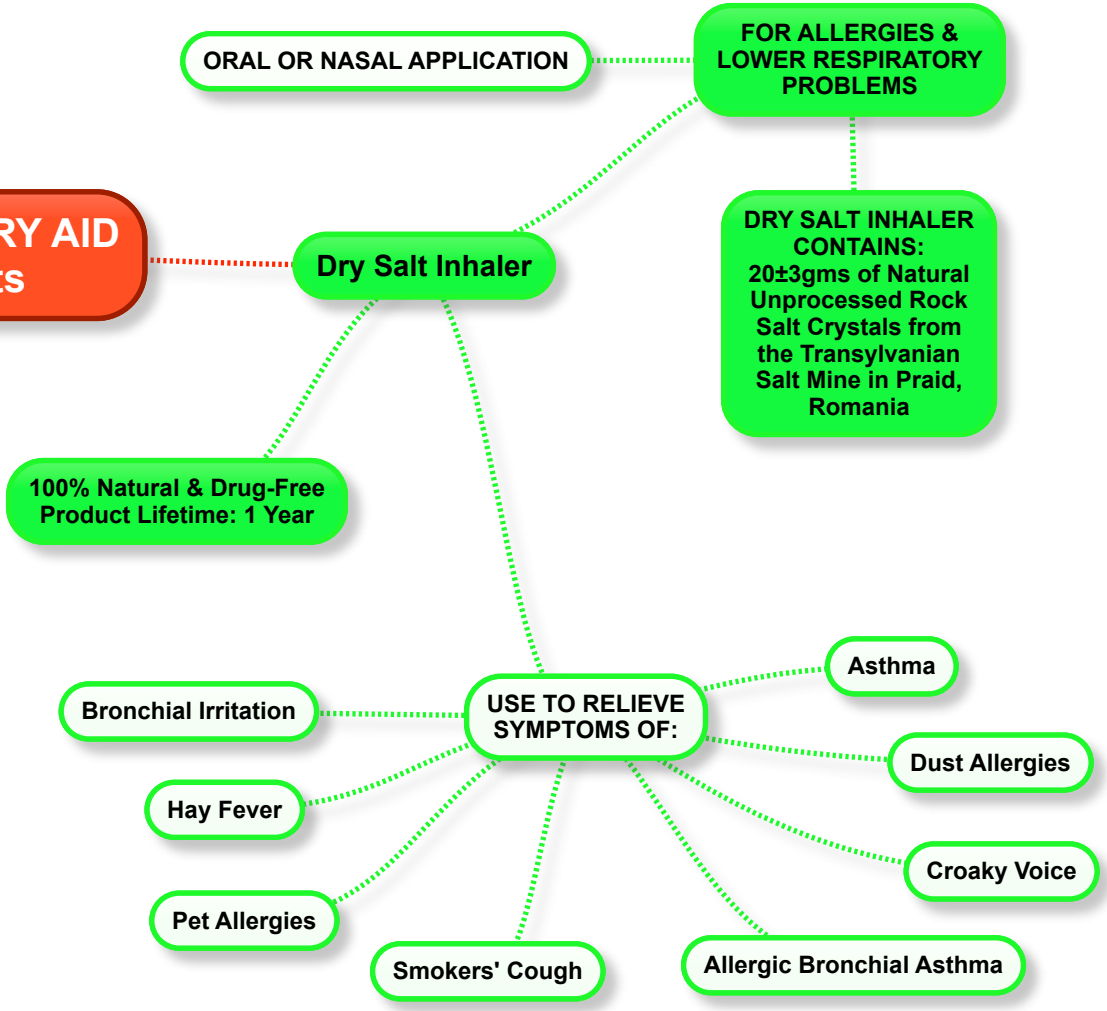 ORAL OR NASAL APPLICATION
FOR ALLERGIES &
LOWER RESPIRATORY
PROBLEMS
RY AID
ts
Dry Salt Inhaler
DRY SALT INHALER
CONTAINS:
20±3gms of Natural
Unprocessed Rock
Salt Crystals from
the Transylvanian
Salt Mine in Praid,
Romania
100% Natural & Drug-Free
Product Lifetime: 1 Year
USE TO RELIEVE
SYMPTOMS OF:
Asthma
Bronchial Irritation
Dust Allergies
Hay Fever
Croaky Voice
Pet Allergies
Smokers' Cough
Allergic Bronchial Asthma